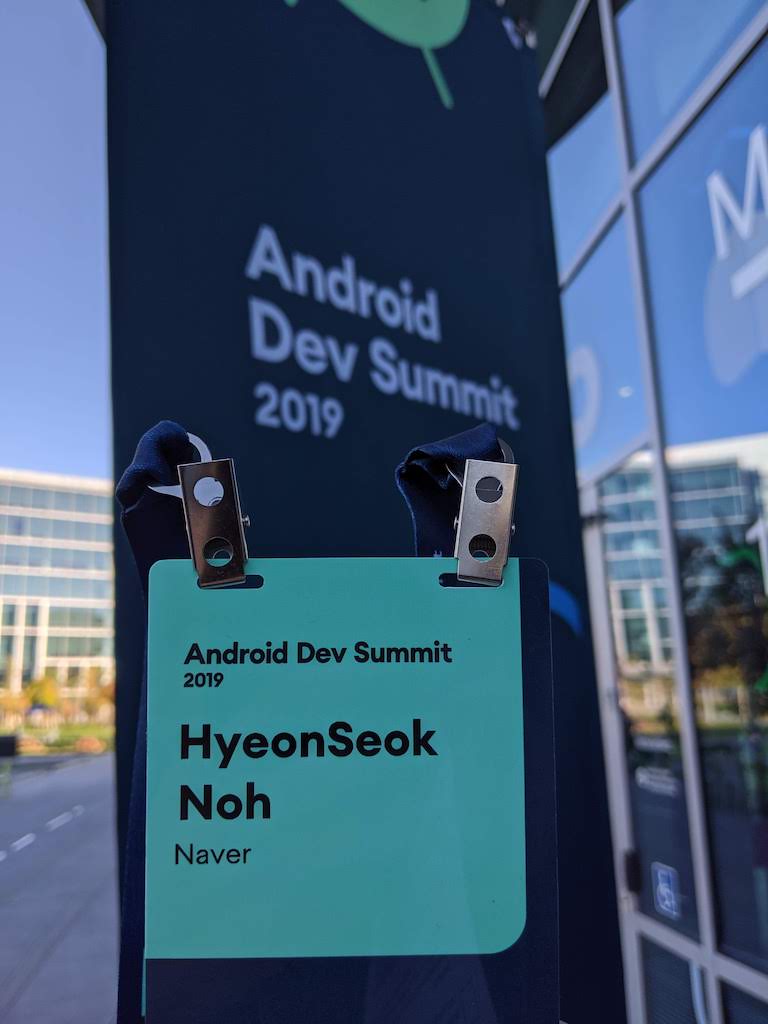 Android
Dev Summit
2019
Android Dev Summit
2019
HyeonSeok
Noh
Naver